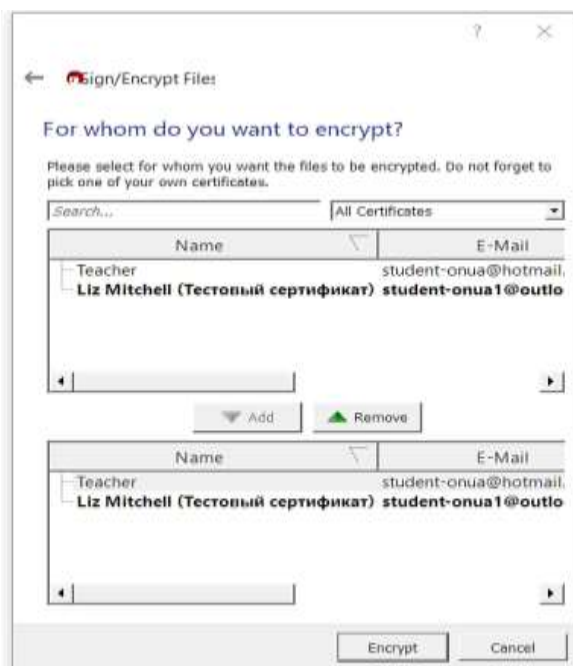 ?
Sign/Encrypt Files
For whom do you want to encrypt?
Please select for whom you want the files to be encrypted. Do not forget to
pick one of your own certificates.
Search... All Certificates
Name E-Mail
Teacher student-onua@hotmail.
Liz Mitchell (Тестовый сертификат) student-onua1@outlo
Add Remove
Name E-Mail
Teacher student-onua@hotmail.
Liz Mitchell (Тестовый сертификат) student-onua1@outlo
Encrypt Cancel